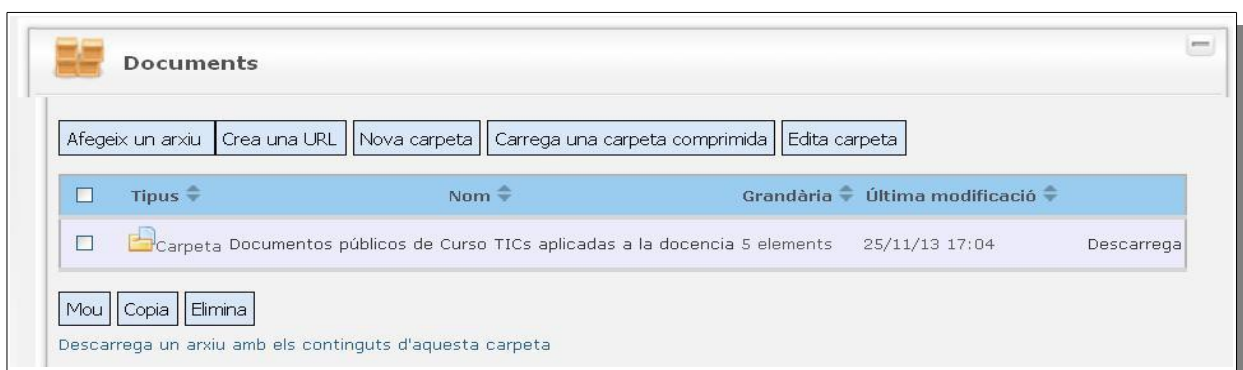 Documents
Afegeix un arxiu Crea una URL Nova carpeta Carrega una carpeta comprimida Edita carpeta
Tipus Nom Grandària Última modificació
Carpeta Documentos públicos de Curso TICs aplicadas a la docencia 5 elements 25/11/13 17:04 Descarrega
Mou Copia Elimina
Descarrega un arxiu amb els continguts d'aquesta carpeta